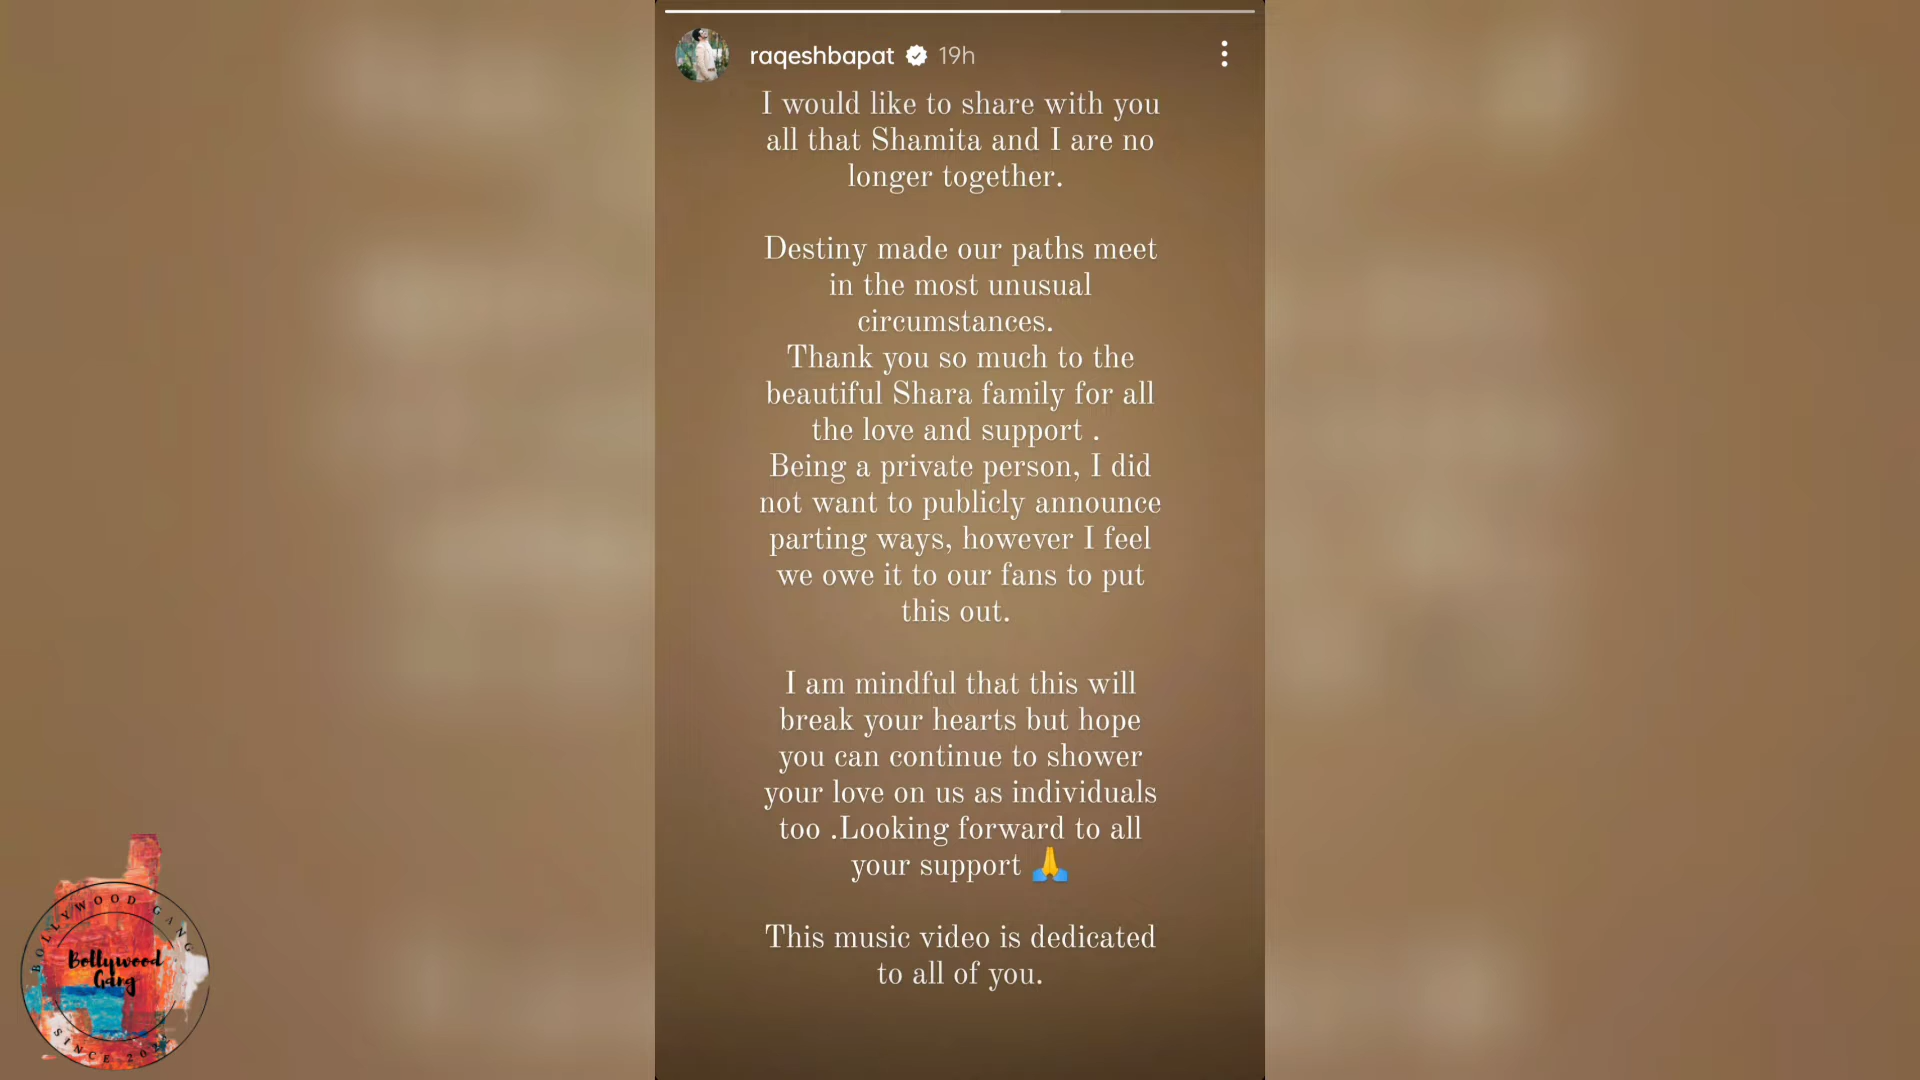 raqeshbapat 19h
I would like to share with you
all that Shamita and I are no
longer together.
Destiny made our paths meet
in the most unusual
circumstances.
Thank you so much to the
beautiful Shara family for all
the love and support .
Being a private person, I did
not want to publicly announce
parting ways, however I feel
we owe it to our fans to put
this out.
I am mindful that this will
break your hearts but hope
you can continue to shower
your love on us as individuals
too .Looking forward to all
your support 🙏
This music video is dedicated
to all of you.
BOLLYWOOD GANG
Bollywood
Gang
SINCE